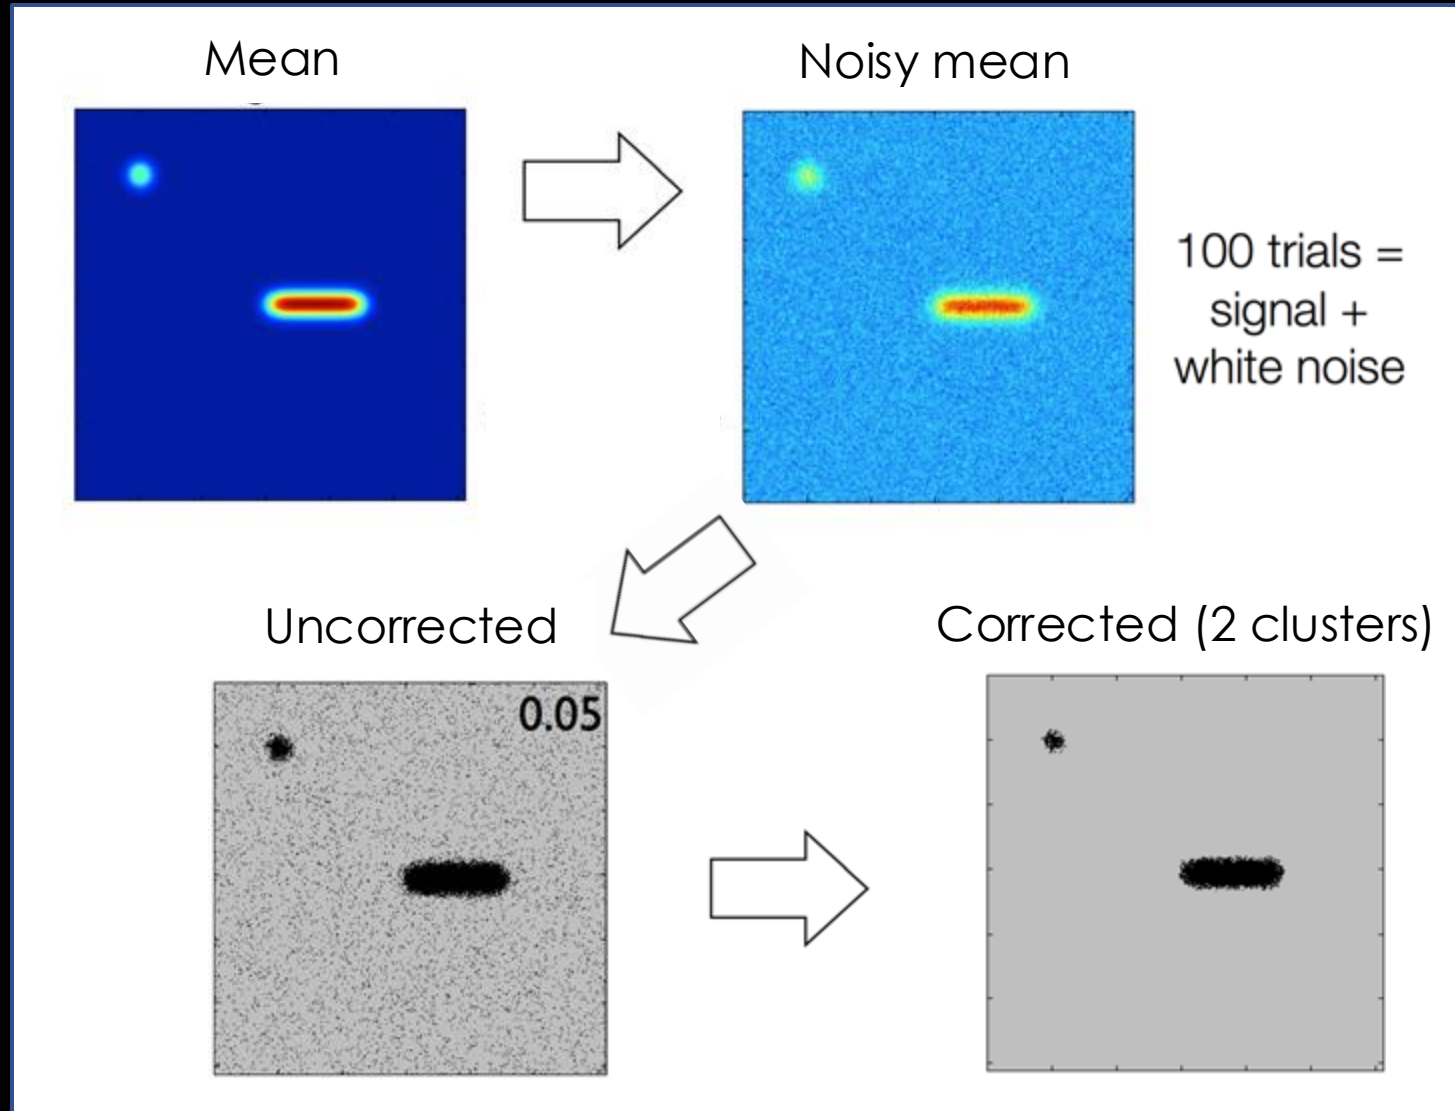 Mean
Noisy mean
100 trials =
signal +
white noise
Uncorrected
Corrected (2 clusters)
0.05